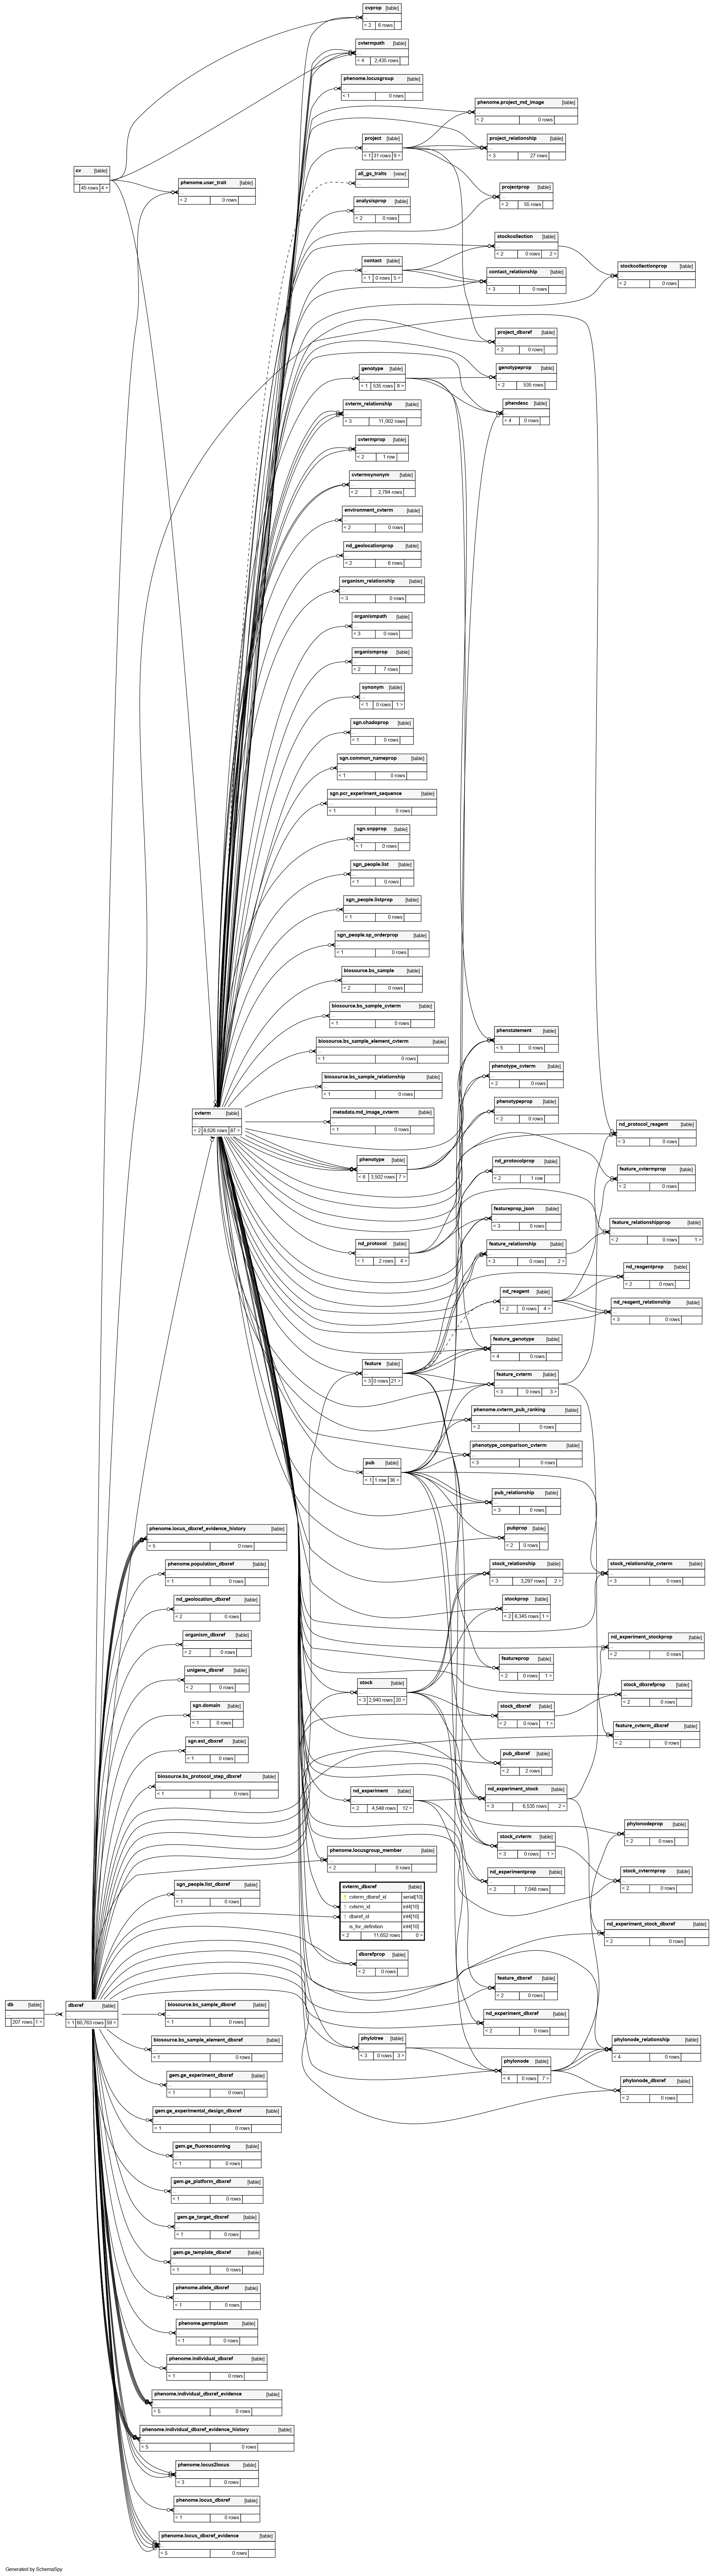 cvprop [table]
...
< 2 6 rows
cvtermpath [table]
...
< 4 2,435 rows
phenome.locusgroup [table]
...
< 1 0 rows
phenome.project_md_image [table]
...
< 2 0 rows
project [table]
...
< 1 31 rows 9 >
project_relationship [table]
...
< 3 27 rows
cv [table]
...
45 rows 4 >
all_gs_traits [view]
...
phenome.user_trait [table]
...
< 2 0 rows
projectprop [table]
...
< 2 55 rows
analysisprop [table]
...
< 2 0 rows
stockcollection [table]
...
< 2 0 rows 2 >
contact [table]
...
< 1 0 rows 5 >
stockcollectionprop [table]
...
< 2 0 rows
contact_relationship [table]
...
< 3 0 rows
project_dbxref [table]
...
< 2 0 rows
genotype [table]
...
< 1 535 rows 8 >
genotypeprop [table]
...
< 2 535 rows
cvterm_relationship [table]
...
< 3 11,002 rows
phendesc [table]
...
< 4 0 rows
cvtermprop [table]
...
< 2 1 row
cvtermsynonym [table]
...
< 2 2,784 rows
environment_cvterm [table]
...
< 2 0 rows
nd_geolocationprop [table]
...
< 2 6 rows
organism_relationship [table]
...
< 3 0 rows
organismpath [table]
...
< 3 0 rows
organismprop [table]
...
< 2 7 rows
synonym [table]
...
< 1 0 rows 1 >
sgn.chadoprop [table]
...
< 1 0 rows
sgn.common_nameprop [table]
...
< 1 0 rows
sgn.pcr_experiment_sequence [table]
...
< 1 0 rows
sgn.snpprop [table]
...
< 1 0 rows
sgn_people.list [table]
...
< 1 0 rows
sgn_people.listprop [table]
...
< 1 0 rows
sgn_people.sp_orderprop [table]
...
< 1 0 rows
biosource.bs_sample [table]
...
< 2 0 rows
biosource.bs_sample_cvterm [table]
...
< 1 0 rows
phenstatement [table]
...
< 5 0 rows
biosource.bs_sample_element_cvterm [table]
...
< 1 0 rows
phenotype_cvterm [table]
...
< 2 0 rows
biosource.bs_sample_relationship [table]
...
< 1 0 rows
phenotypeprop [table]
...
< 2 0 rows
cvterm [table]
...
< 2 8,626 rows 87 >
metadata.md_image_cvterm [table]
...
< 1 0 rows
nd_protocol_reagent [table]
...
< 3 0 rows
phenotype [table]
...
< 6 3,502 rows 7 >
nd_protocolprop [table]
...
< 2 1 row
feature_cvtermprop [table]
...
< 2 0 rows
featureprop_json [table]
...
< 3 0 rows
feature_relationshipprop [table]
...
< 2 0 rows 1 >
nd_protocol [table]
...
< 1 2 rows 4 >
feature_relationship [table]
...
< 3 0 rows 2 >
nd_reagentprop [table]
...
< 2 0 rows
nd_reagent [table]
...
< 2 0 rows 4 >
nd_reagent_relationship [table]
...
< 3 0 rows
feature_genotype [table]
...
< 4 0 rows
feature [table]
...
< 3 0 rows 21 >
feature_cvterm [table]
...
< 3 0 rows 3 >
phenome.cvterm_pub_ranking [table]
...
< 2 0 rows
phenotype_comparison_cvterm [table]
...
< 3 0 rows
pub [table]
...
< 1 1 row 36 >
pub_relationship [table]
...
< 3 0 rows
phenome.locus_dbxref_evidence_history [table]
...
< 5 0 rows
pubprop [table]
...
< 2 0 rows
phenome.population_dbxref [table]
...
< 1 0 rows
stock_relationship [table]
...
< 3 3,297 rows 2 >
stock_relationship_cvterm [table]
...
< 3 0 rows
nd_geolocation_dbxref [table]
...
< 2 0 rows
stockprop [table]
...
< 2 6,345 rows 1 >
organism_dbxref [table]
...
< 2 0 rows
nd_experiment_stockprop [table]
...
< 2 0 rows
unigene_dbxref [table]
...
< 2 0 rows
featureprop [table]
...
< 2 0 rows 1 >
stock [table]
...
< 3 2,940 rows 20 >
stock_dbxrefprop [table]
...
< 2 0 rows
sgn.domain [table]
...
< 1 0 rows
stock_dbxref [table]
...
< 2 0 rows 1 >
feature_cvterm_dbxref [table]
...
< 2 0 rows
sgn.est_dbxref [table]
...
< 1 0 rows
pub_dbxref [table]
...
< 2 2 rows
biosource.bs_protocol_step_dbxref [table]
...
< 1 0 rows
nd_experiment [table]
...
< 2 4,548 rows 12 >
nd_experiment_stock [table]
...
< 3 6,535 rows 2 >
phylonodeprop [table]
...
< 2 0 rows
stock_cvterm [table]
...
< 3 0 rows 1 >
phenome.locusgroup_member [table]
...
< 2 0 rows
nd_experimentprop [table]
...
< 2 7,048 rows
stock_cvtermprop [table]
...
< 2 0 rows
sgn_people.list_dbxref [table]
...
< 1 0 rows
cvterm_dbxref [table]
cvterm_dbxref_id serial[10]
cvterm_id int4[10]
dbxref_id int4[10]
is_for_definition int4[10]
< 2 11,652 rows 0 >
nd_experiment_stock_dbxref [table]
...
< 2 0 rows
dbxrefprop [table]
...
< 2 0 rows
feature_dbxref [table]
...
< 2 0 rows
db [table]
...
207 rows 1 >
dbxref [table]
...
< 1 60,763 rows 59 >
biosource.bs_sample_dbxref [table]
...
< 1 0 rows
nd_experiment_dbxref [table]
...
< 2 0 rows
biosource.bs_sample_element_dbxref [table]
...
< 1 0 rows
phylotree [table]
...
< 3 0 rows 3 >
phylonode_relationship [table]
...
< 4 0 rows
phylonode [table]
...
< 4 0 rows 7 >
gem.ge_experiment_dbxref [table]
...
< 1 0 rows
phylonode_dbxref [table]
...
< 2 0 rows
gem.ge_experimental_design_dbxref [table]
...
< 1 0 rows
gem.ge_fluorescanning [table]
...
< 1 0 rows
gem.ge_platform_dbxref [table]
...
< 1 0 rows
gem.ge_target_dbxref [table]
...
< 1 0 rows
gem.ge_template_dbxref [table]
...
< 1 0 rows
phenome.allele_dbxref [table]
...
< 1 0 rows
phenome.germplasm [table]
...
< 1 0 rows
phenome.individual_dbxref [table]
...
< 1 0 rows
phenome.individual_dbxref_evidence [table]
...
< 5 0 rows
phenome.individual_dbxref_evidence_history [table]
...
< 5 0 rows
phenome.locus2locus [table]
...
< 3 0 rows
phenome.locus_dbxref [table]
...
< 1 0 rows
phenome.locus_dbxref_evidence [table]
...
< 5 0 rows
Generated by SchemaSpy